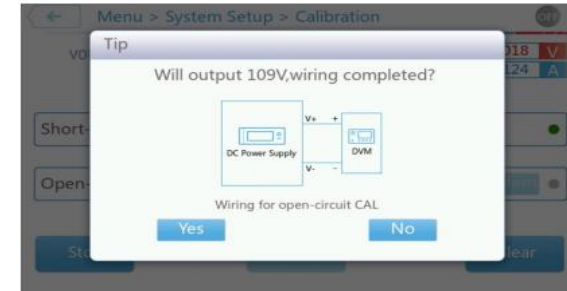 Menu > System Setup > Calibration
OFF
Tip
018 V
124 A
Will output 109V,wiring completed?
V+ +
DC Power Supply
DVM
V- -
Short-
Open-
Wiring for open-circuit CAL
Yes
No